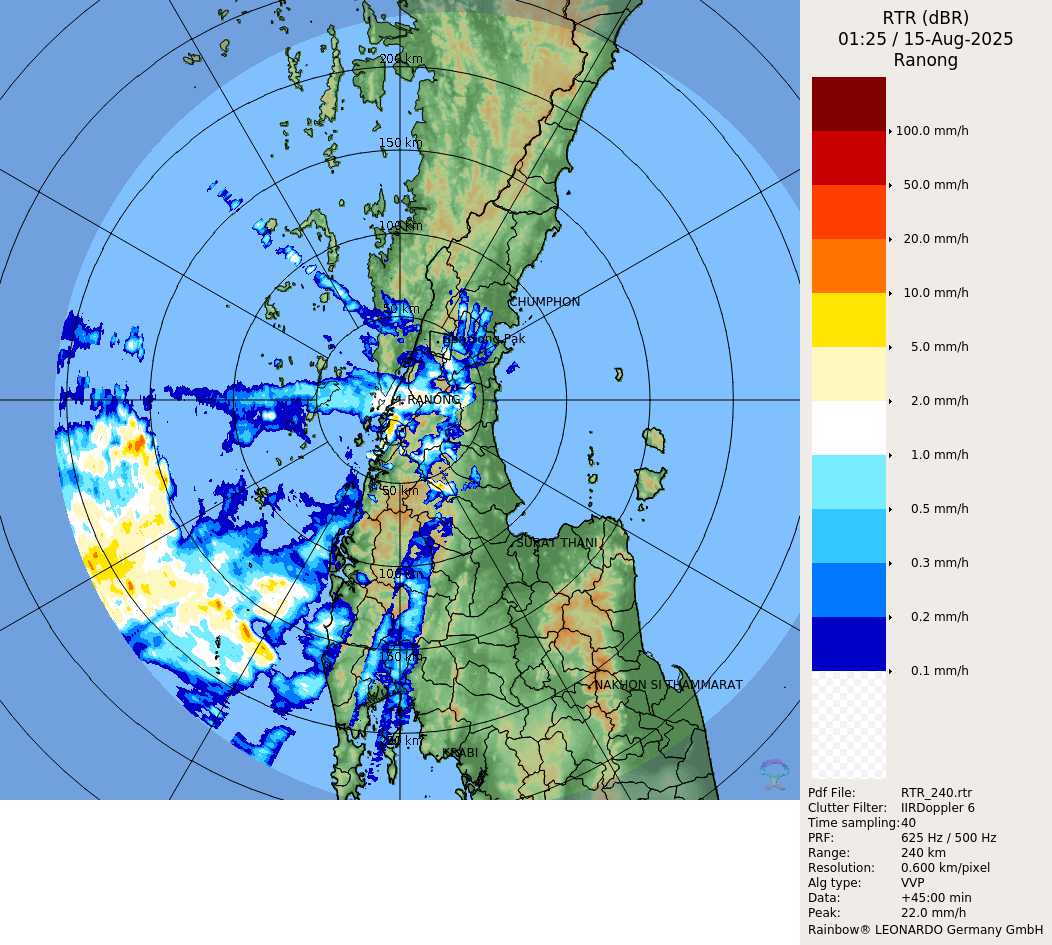 RTR (dBR)
01:25 / 15-Aug-2025
Ranong
200 km
150 km
100 km
50 km
CHUMPHON
RANONG
50 km
SURAT THANI
100 km
150 km
NAKHON SI THAMMARAT
KRABI
100.0 mm/h
50.0 mm/h
20.0 mm/h
10.0 mm/h
5.0 mm/h
2.0 mm/h
1.0 mm/h
0.5 mm/h
0.3 mm/h
0.2 mm/h
0.1 mm/h
Pdf File: RTR_240.rtr
Clutter Filter: IIRDoppler 6
Time sampling: 40
PRF: 625 Hz / 500 Hz
Range: 240 km
Resolution: 0.600 km/pixel
Alg type: VVP
Data: +45:00 min
Peak: 22.0 mm/h
Rainbow® LEONARDO Germany GmbH